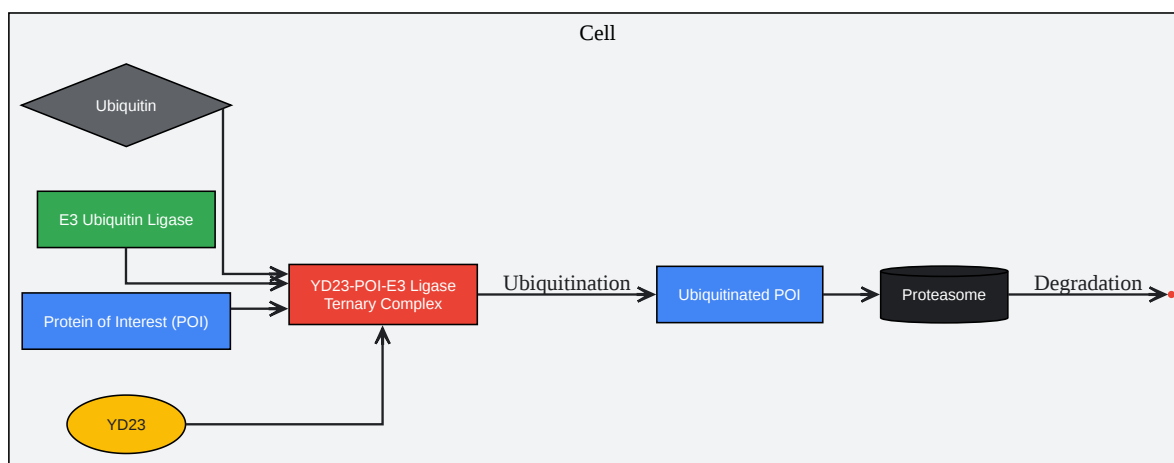 Cell
Ubiquitin
E3 Ubiquitin Ligase
Protein of Interest (POI)
YD23
YD23-POI-E3 Ligase
Ternary Complex
Ubiquitination
Ubiquitinated POI
Proteasome
Degradation